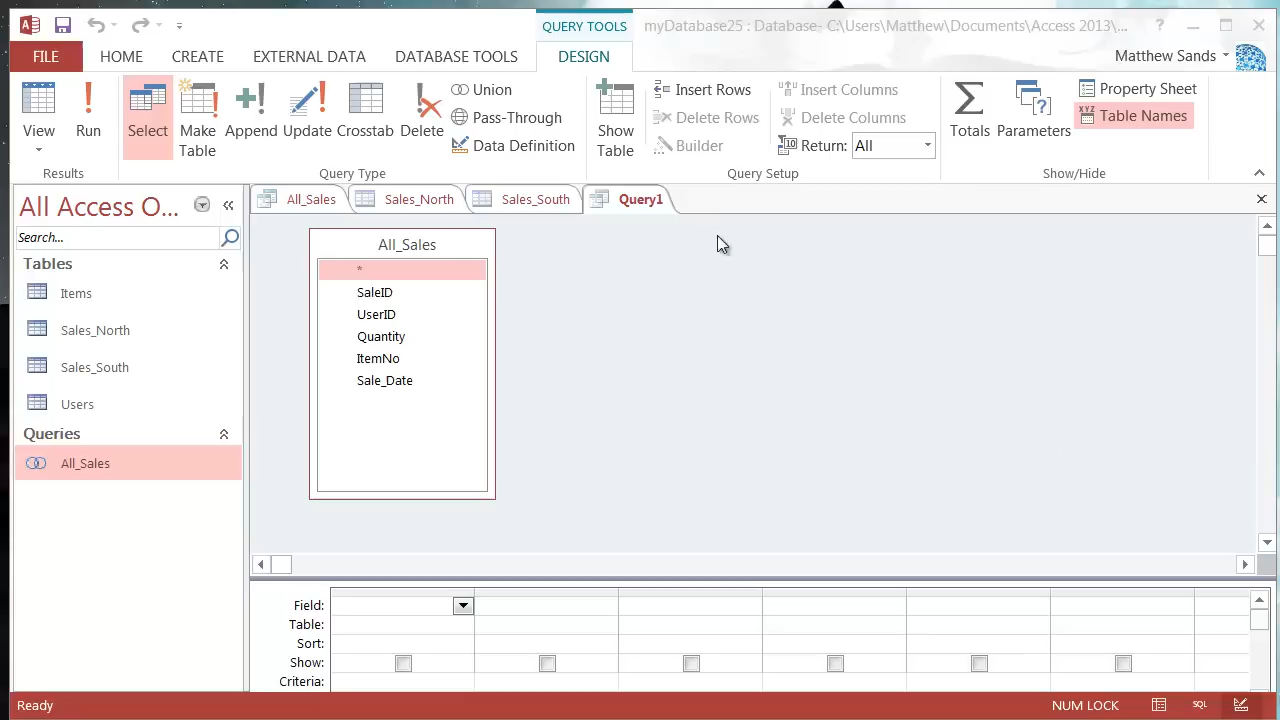 QUERY TOOLS
myDatabase25 : Database- C:\Users\Matthew\Documents\Access 2013\...
FILE HOME CREATE EXTERNAL DATA DATABASE TOOLS DESIGN
Matthew Sands
View
Run
Results
Select
Make Table
Append
Update
Crosstab
Delete
Union
Pass-Through
Data Definition
Query Type
Show Table
Insert Rows
Delete Rows
Builder
Insert Columns
Delete Columns
Return: All
Query Setup
Totals
Parameters
Property Sheet
XYZ Table Names
Show/Hide
All Access O...
Search...
Tables
Items
Sales_North
Sales_South
Users
Queries
All_Sales
All_Sales Sales_North Sales_South Query1
All_Sales
*
SaleID
UserID
Quantity
ItemNo
Sale_Date
Field:
Table:
Sort:
Show:
Criteria:
Ready
NUM LOCK
SQL